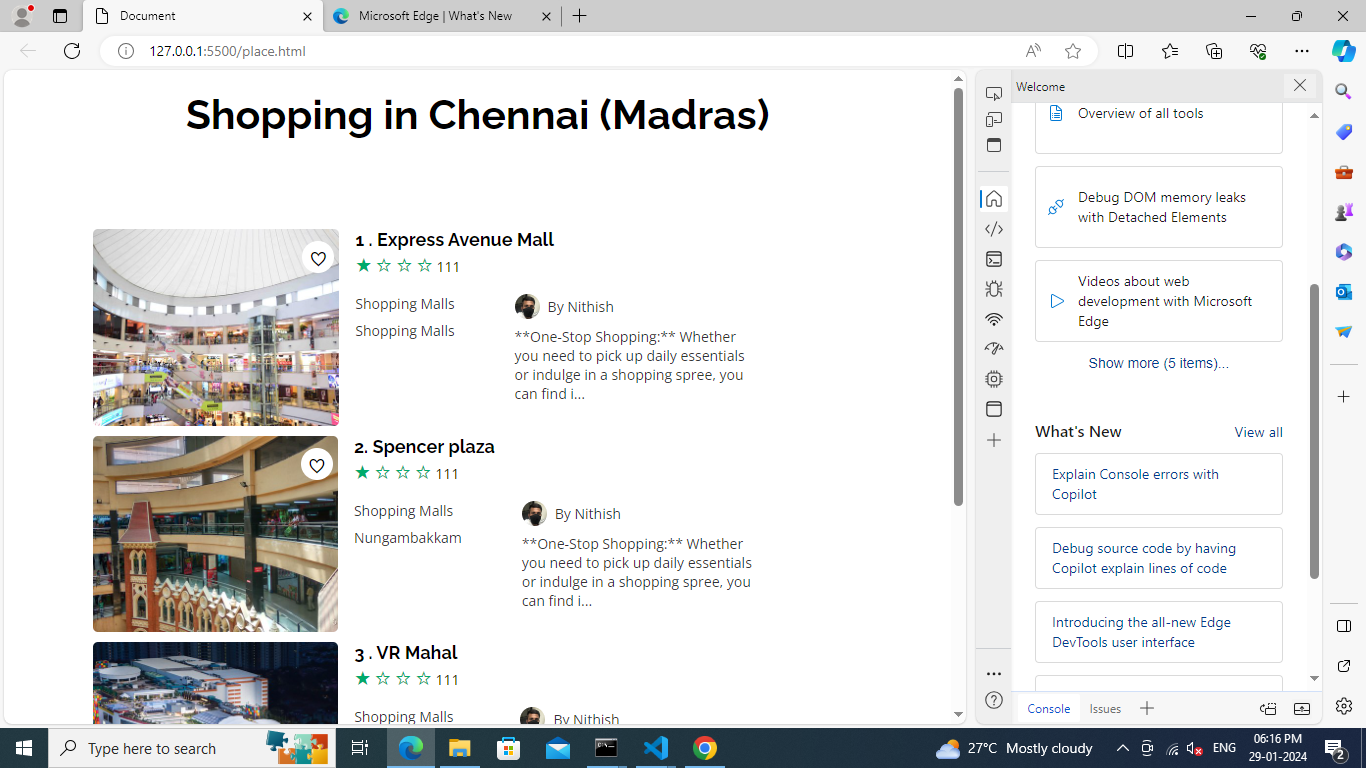 Document
Microsoft Edge | What's New
127.0.0.1:5500/place.html
Shopping in Chennai (Madras)
1 . Express Avenue Mall
111
Shopping Malls
Shopping Malls
By Nithish
**One-Stop Shopping:** Whether
you need to pick up daily essentials
or indulge in a shopping spree, you
can find i...
2. Spencer plaza
111
Shopping Malls
Nungambakkam
By Nithish
**One-Stop Shopping:** Whether
you need to pick up daily essentials
or indulge in a shopping spree, you
can find i...
3 . VR Mahal
111
Shopping Malls
By Nithish
Welcome
Overview of all tools
Debug DOM memory leaks
with Detached Elements
Videos about web
development with Microsoft
Edge
Show more (5 items)...
What's New
View all
Explain Console errors with
Copilot
Debug source code by having
Copilot explain lines of code
Introducing the all-new Edge
DevTools user interface
Console
Issues
Type here to search
27°C Mostly cloudy
ENG
06:16 PM
29-01-2024
2